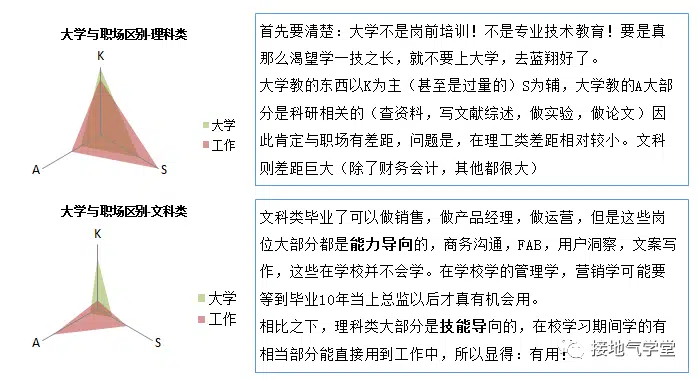 大学与职场区别-理科类
K
A
S
大学
工作
首先要清楚：大学不是岗前培训！不是专业技术教育！要是真
那么渴望学一技之长，就不要上大学，去蓝翔好了。
大学教的东西以K为主（甚至是过量的）S为辅，大学教的A大部
分是科研相关的（查资料，写文献综述，做实验，做论文）因
此肯定与职场有差距，问题是，在理工类差距相对较小。文科
则差距巨大（除了财务会计，其他都很大）
大学与职场区别-文科类
K
A
S
大学
工作
文科类毕业了可以做销售，做产品经理，做运营，但是这些岗
位大部分都是能力导向的，商务沟通，FAB，用户洞察，文案写
作，这些在学校并不会学。在学校学的管理学，营销学可能要
等到毕业10年当上总监以后才真有机会用。
相比之下，理科类大部分是技能导向的，在校学习期间学的有
相当部分能直接用到工作中，所以显得：有用！
接地气学堂